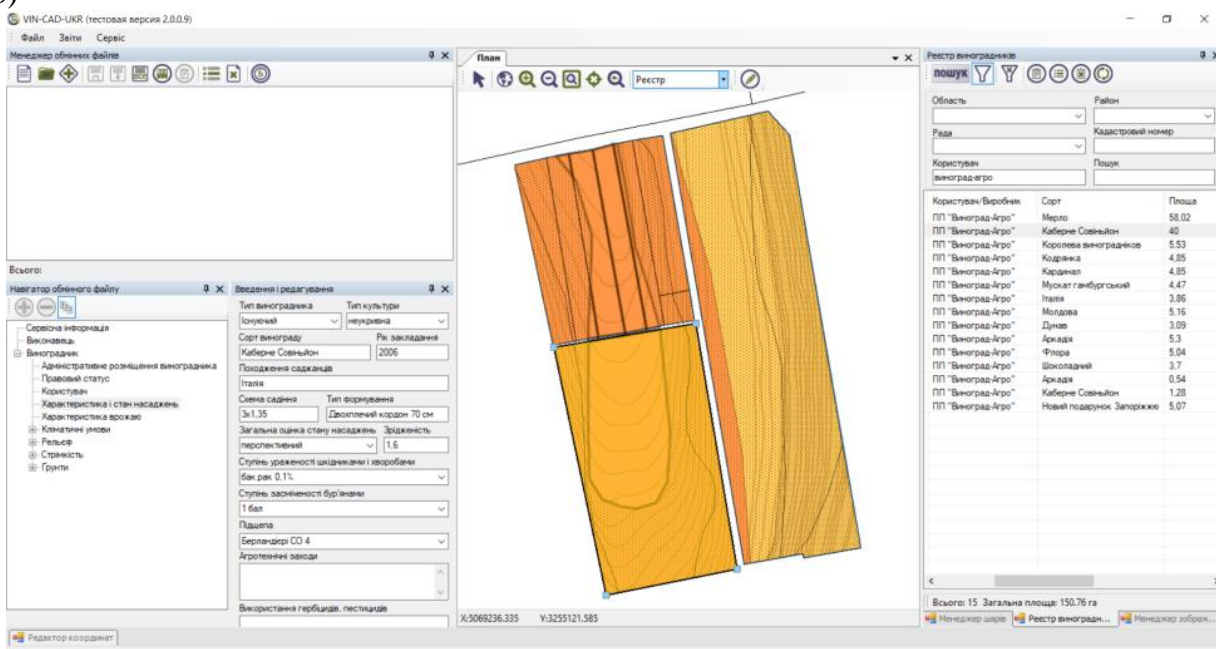 VIN-CAD-UKR (тестовая версия 2.0.0.9)
Файл Звіти Сервіс
Менеджер обмінних файлів
Всього:
Навігатор обмінного файлу
Сервісна інформація
Виконавець
Виноградник
Адміністративне розміщення виноградника
Правовий статус
Користувач
Характеристика і стан насаджень
Характеристика врожаю
Кліматичні умови
Рельєф
Стрімкість
Грунти
Введення і редагування
Тип виноградника Тип культури
Існуючий неукривна
Сорт винограду Рік закладання
Каберне Совіньйон 2006
Походження саджанців
Італія
Схема садіння Тип формування
3x1,35 Двохплечий кордон 70 см
Загальна оцінка стану насаджень Зрідженість
перспективний 1,6
Ступінь ураженості шкідниками і хворобами
бак.рак 0,1%
Ступінь засміченості бур'янами
1 бал
Підщепа
Берландієрі СО 4
Агротехнічні заходи
Використання гербіцидів, пестицидів
План
Реєстр
X:5069236.335 Y:3255121.585
Реєстр виноградників
пошук
Область Район
Рада Кадастровий номер
Користувач Пошук
виноград-агро
Користувач/Виробник Сорт Площа
ПП "Виноград-Агро" Мерло 58,02
ПП "Виноград-Агро" Каберне Совіньйон 40
ПП "Виноград-Агро" Королева виноградніков 5,53
ПП "Виноград-Агро" Кодрянка 4,85
ПП "Виноград-Агро" Кардинал 4,85
ПП "Виноград-Агро" Мускат гамбургський 4,47
ПП "Виноград-Агро" Італія 3,86
ПП "Виноград-Агро" Молдова 5,16
ПП "Виноград-Агро" Дунав 3,09
ПП "Виноград-Агро" Аркадія 5,3
ПП "Виноград-Агро" Флора 5,04
ПП "Виноград-Агро" Шоколадний 3,7
ПП "Виноград-Агро" Аркадія 0,54
ПП "Виноград-Агро" Каберне Совіньйон 1,28
ПП "Виноград-Агро" Новий подарунок Запоріжжю 5,07
Всього: 15 Загальна площа: 150.76 га
Менеджер шарів Реєстр виноградн... Менеджер зображ...
Редактор координат